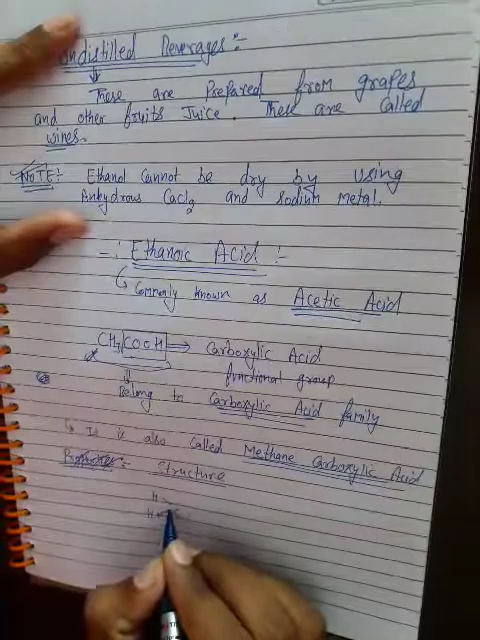 ndistilled Beverages:-
These are Prepared from grapes
and other fruits Juice. These are Called
wines.
NOTE:- Ethanol Cannot be dry by using
Anhydrous CaCl2 and sodium Metal.
-: Ethanoic Acid :-
Commonly known as Acetic Acid
CH3COOH → Carboxylic Acid
functional group
Belong to Carboxylic Acid family
It is also Called Methane Carboxylic Acid
Structure
H
H C